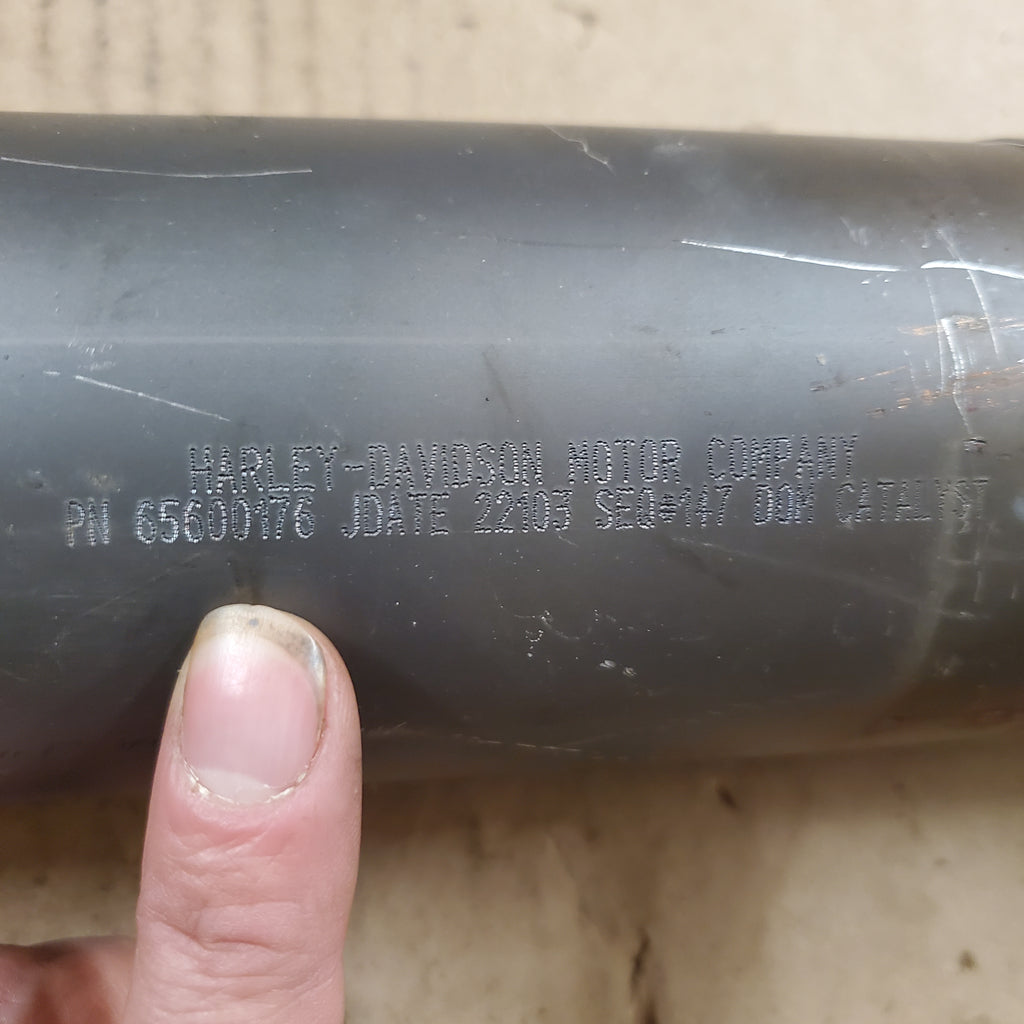 HARLEY-DAVIDSON MOTOR COMPANY
PN 65600176 JDATE 22103 SEQ#147 DOM CATALYST